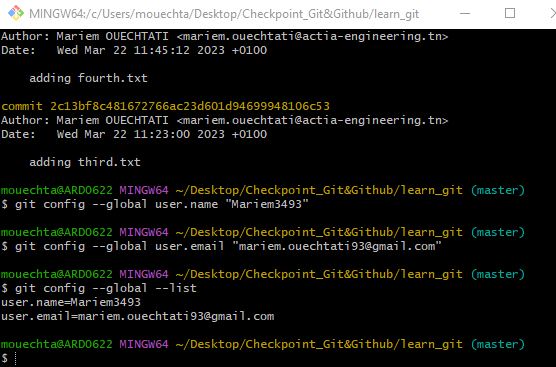 MINGW64:/c/Users/mouechta/Desktop/Checkpoint_Git&Github/learn_git
Author: Mariem OUECHTATI <mariem.ouechtati@actia-engineering.tn>
Date:   Wed Mar 22 11:45:12 2023 +0100
    adding fourth.txt
commit 2c13bf8c481672766ac23d601d94699948106c53
Author: Mariem OUECHTATI <mariem.ouechtati@actia-engineering.tn>
Date:   Wed Mar 22 11:23:00 2023 +0100
    adding third.txt
mouechta@ARDO622 MINGW64 ~/Desktop/Checkpoint_Git&Github/learn_git (master)
$ git config --global user.name "Mariem3493"
mouechta@ARDO622 MINGW64 ~/Desktop/Checkpoint_Git&Github/learn_git (master)
$ git config --global user.email "mariem.ouechtati93@gmail.com"
mouechta@ARDO622 MINGW64 ~/Desktop/Checkpoint_Git&Github/learn_git (master)
$ git config --global --list
user.name=Mariem3493
user.email=mariem.ouechtati93@gmail.com
mouechta@ARDO622 MINGW64 ~/Desktop/Checkpoint_Git&Github/learn_git (master)
$